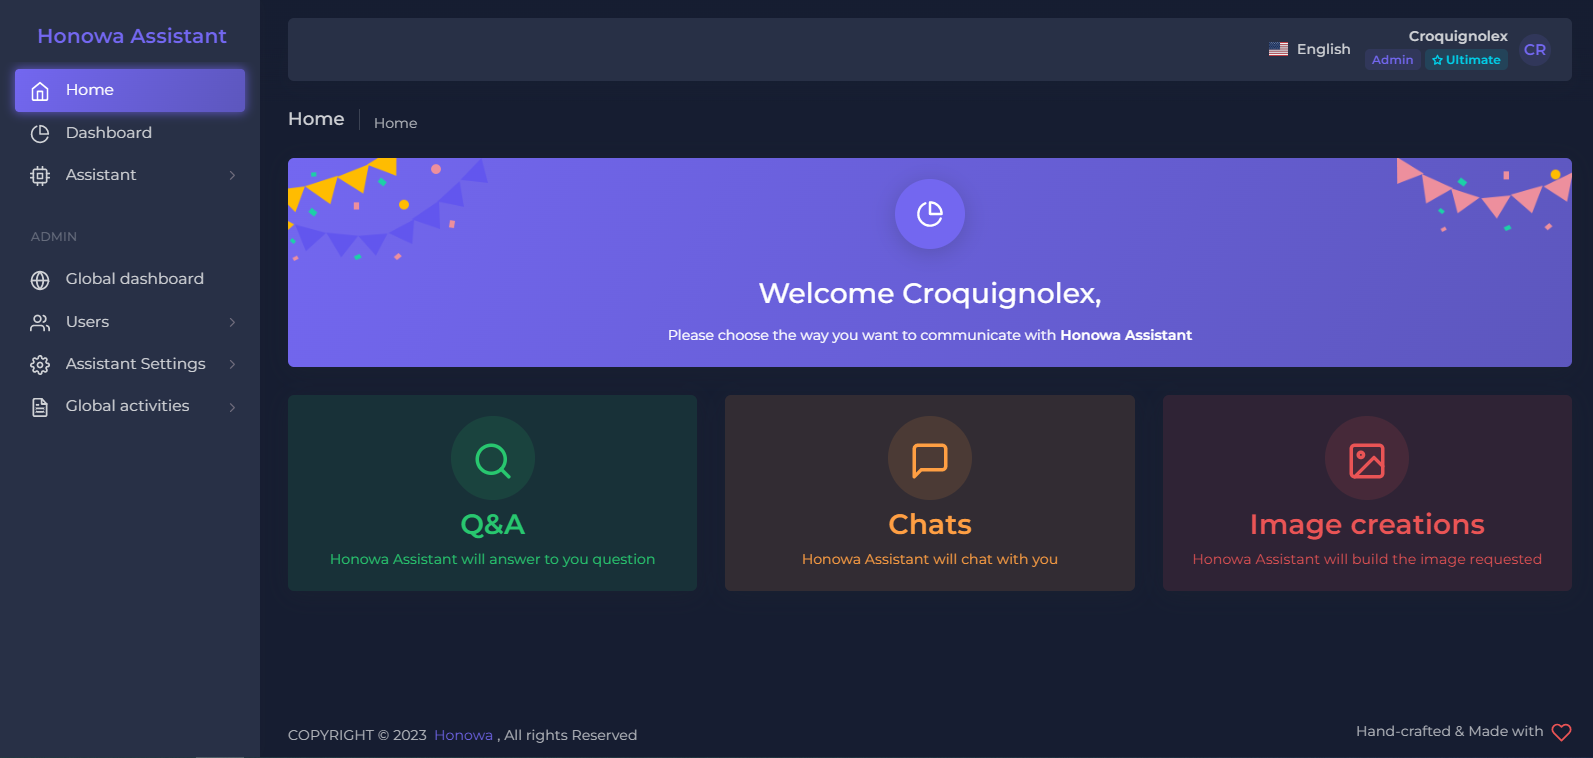 Honowa Assistant
Home
Dashboard
Assistant
ADMIN
Global dashboard
Users
Assistant Settings
Global activities
English
Croquignolex
Admin
Ultimate
CR
Home
Home
Welcome Croquignolex,
Please choose the way you want to communicate with Honowa Assistant
Q&A
Honowa Assistant will answer to you question
Chats
Honowa Assistant will chat with you
Image creations
Honowa Assistant will build the image requested
COPYRIGHT © 2023 Honowa , All rights Reserved
Hand-crafted & Made with